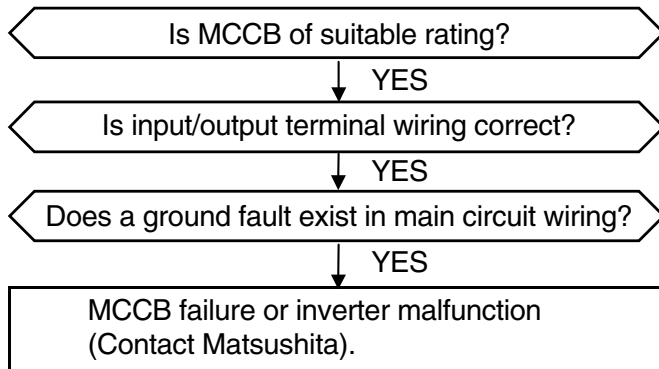 Is MCCB of suitable rating?
YES
Is input/output terminal wiring correct?
YES
Does a ground fault exist in main circuit wiring?
YES
MCCB failure or inverter malfunction
(Contact Matsushita).